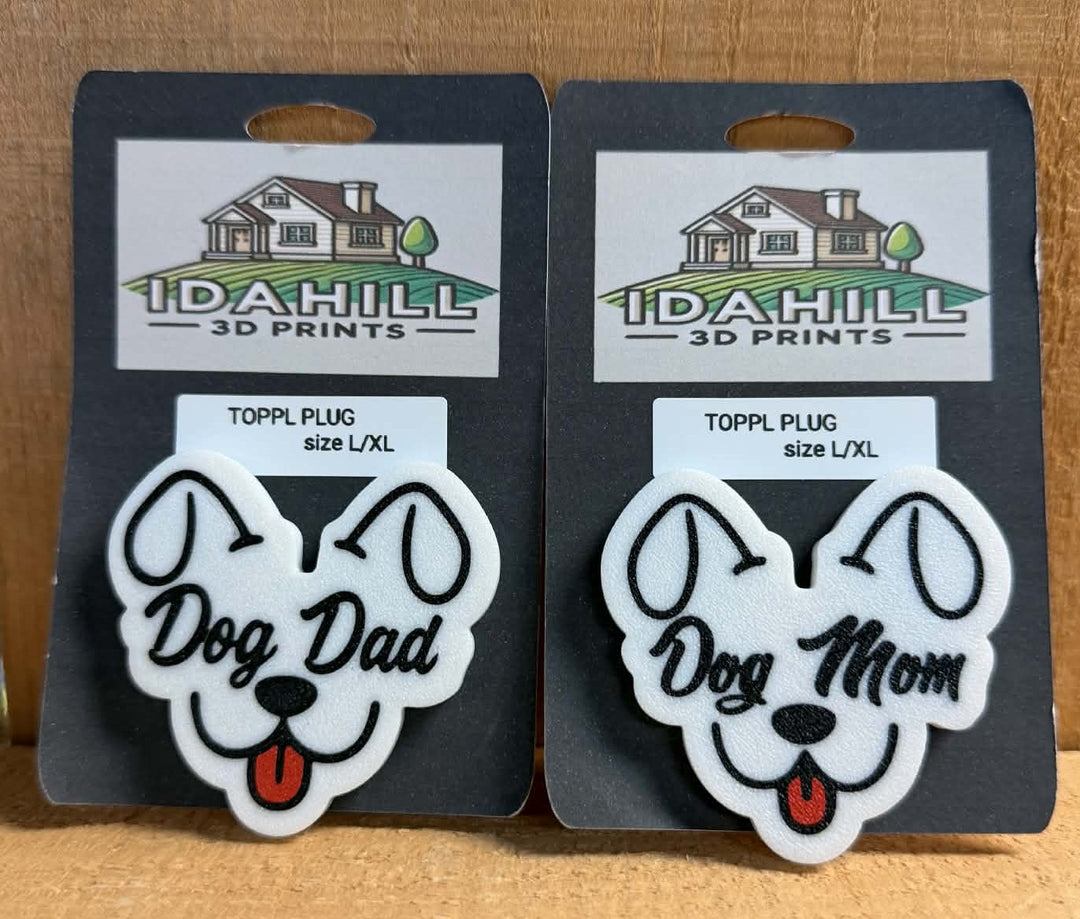 IDAHILL
3D PRINTS
TOPPL PLUG
size L/XL
Dog Dad
IDAHILL
3D PRINTS
TOPPL PLUG
size L/XL
Dog Mom